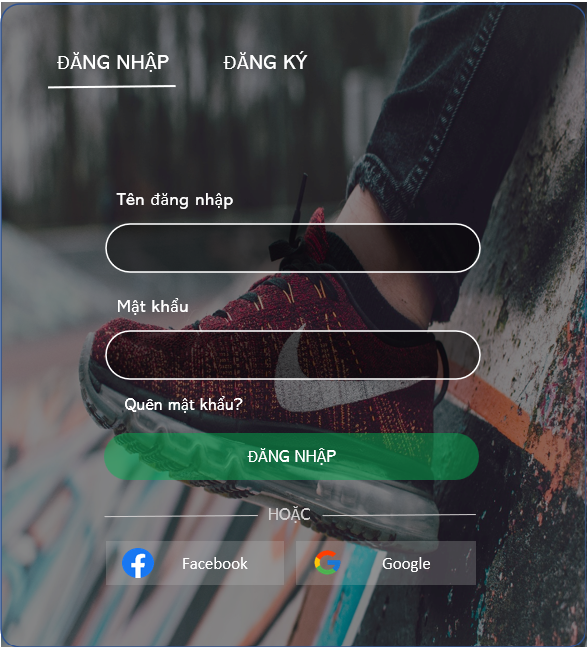 ĐĂNG NHẬP ĐĂNG KÝ
Tên đăng nhập
Mật khẩu
Quên mật khẩu?
ĐĂNG NHẬP
HOẶC
Facebook Google